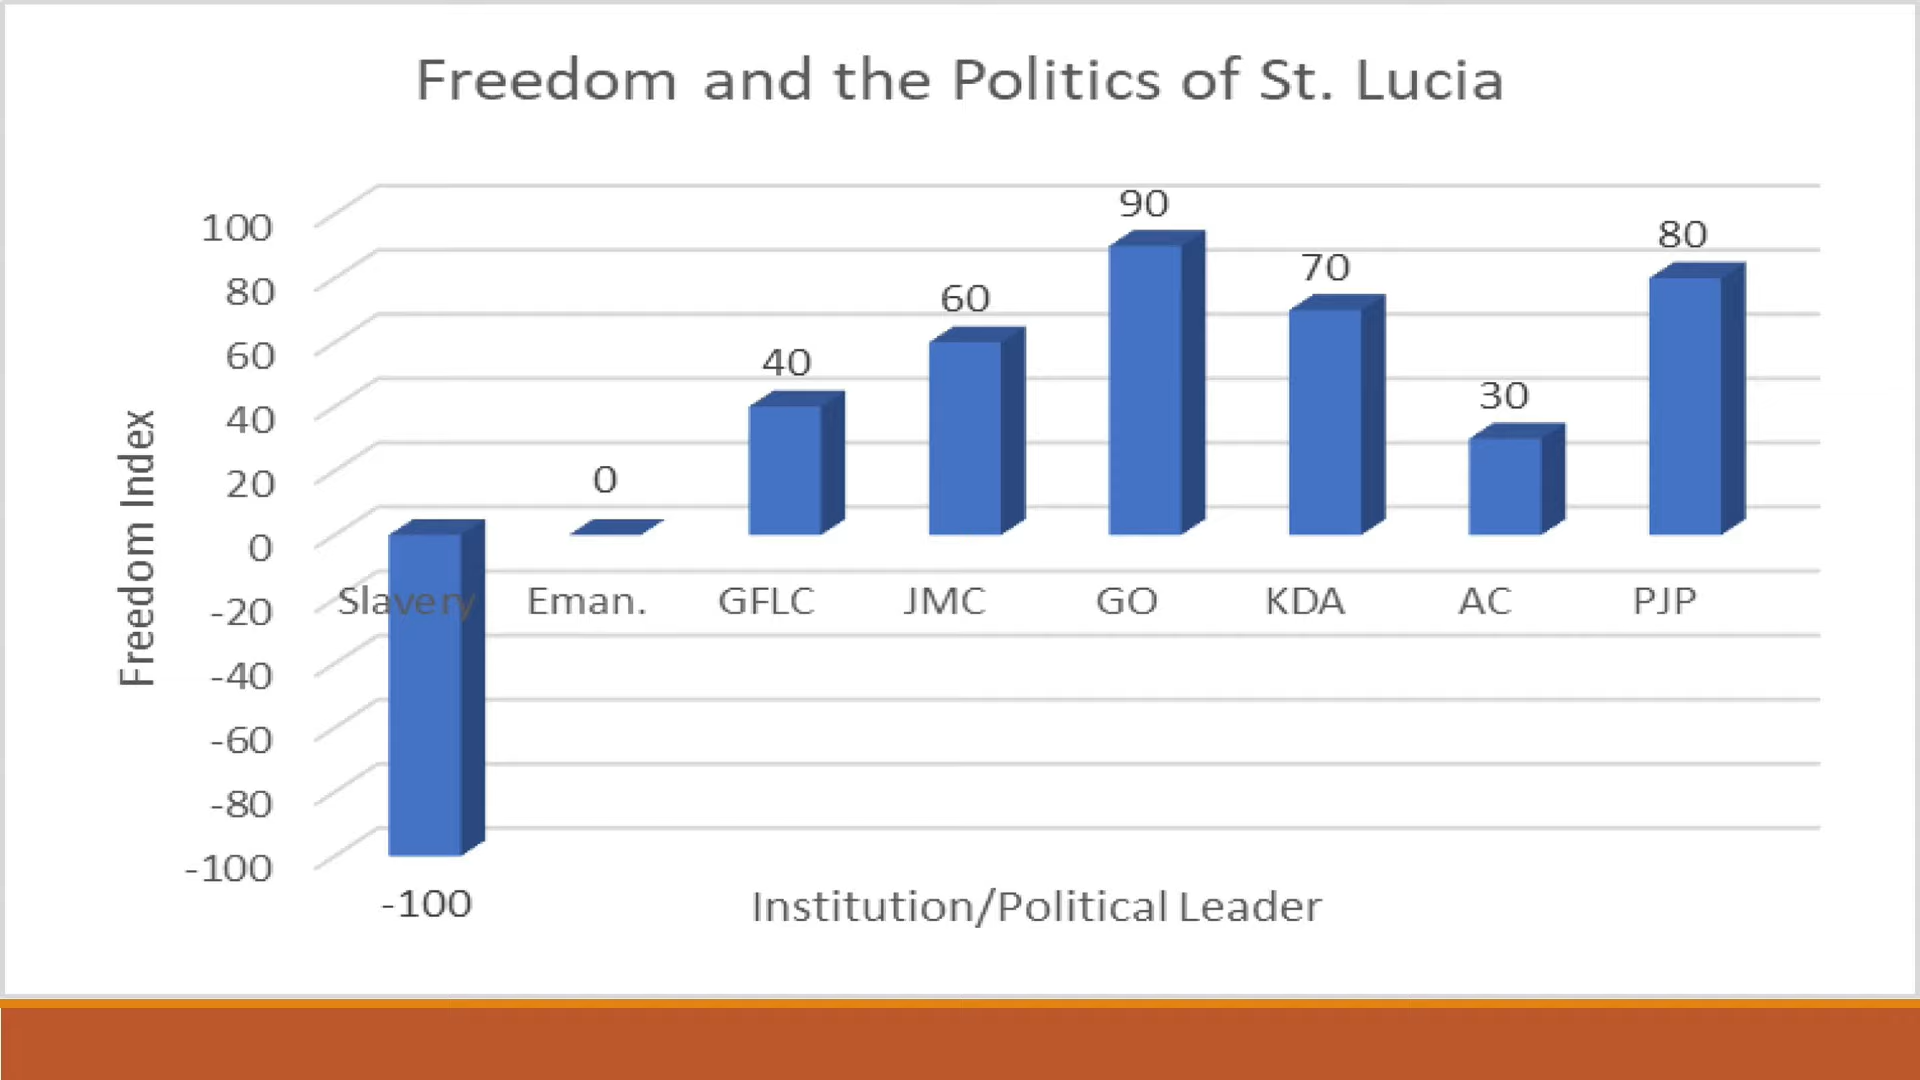 Freedom and the Politics of St. Lucia
Freedom Index
100
80
60
40
20
0
-20
-40
-60
-80
-100
-100
0
40
60
90
70
30
80
Slavery
Eman.
GFLC
JMC
GO
KDA
AC
PJP
Institution/Political Leader